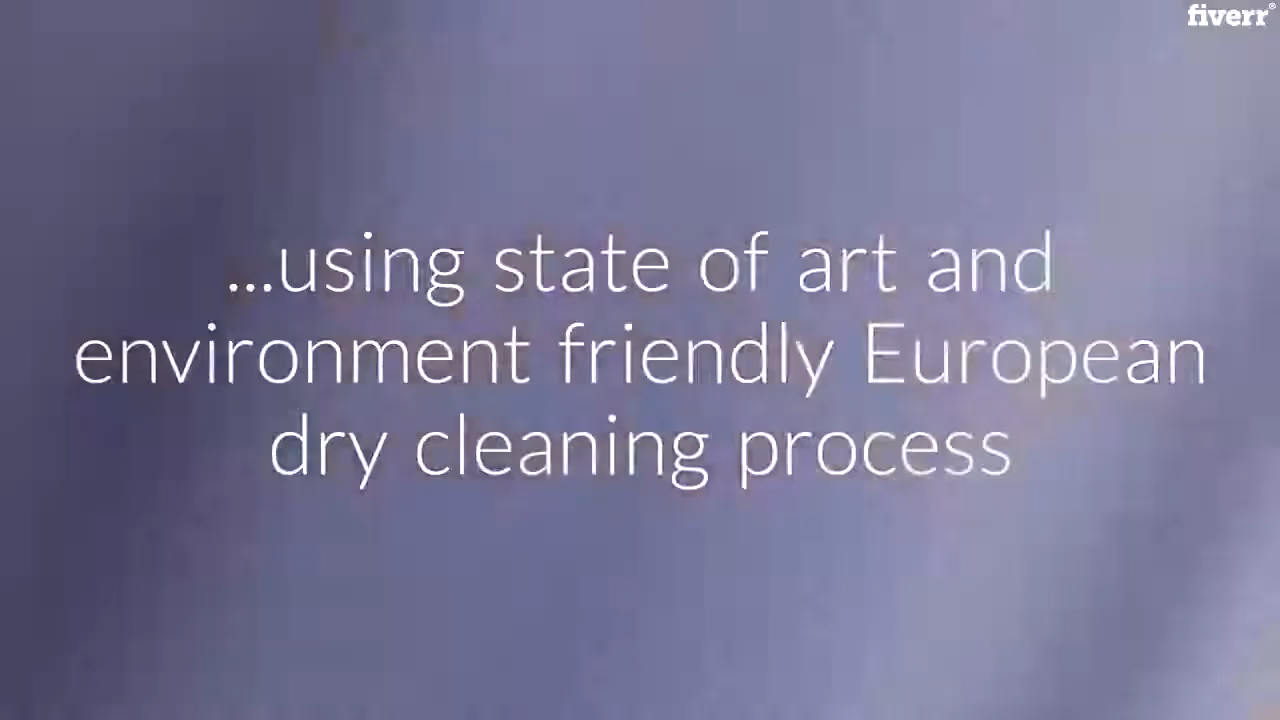 fiverr®
...using state of art and
environment friendly European
dry cleaning process